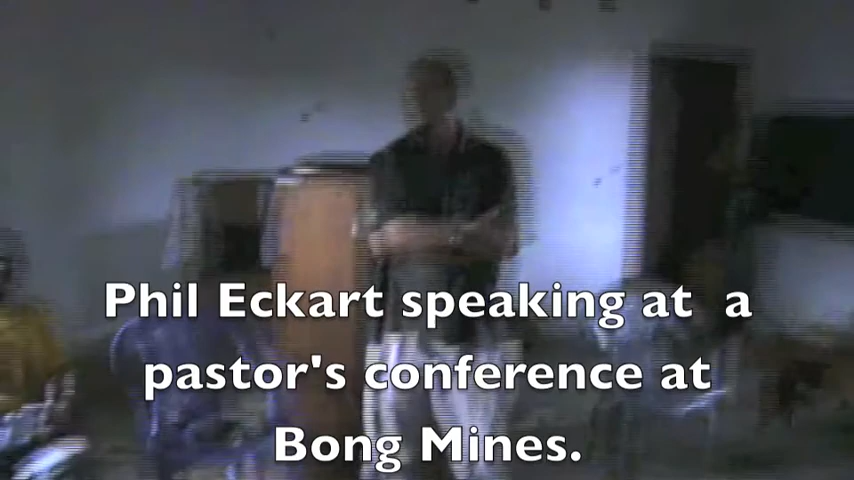 Phil Eckart speaking at  a
pastor's conference at
Bong Mines.